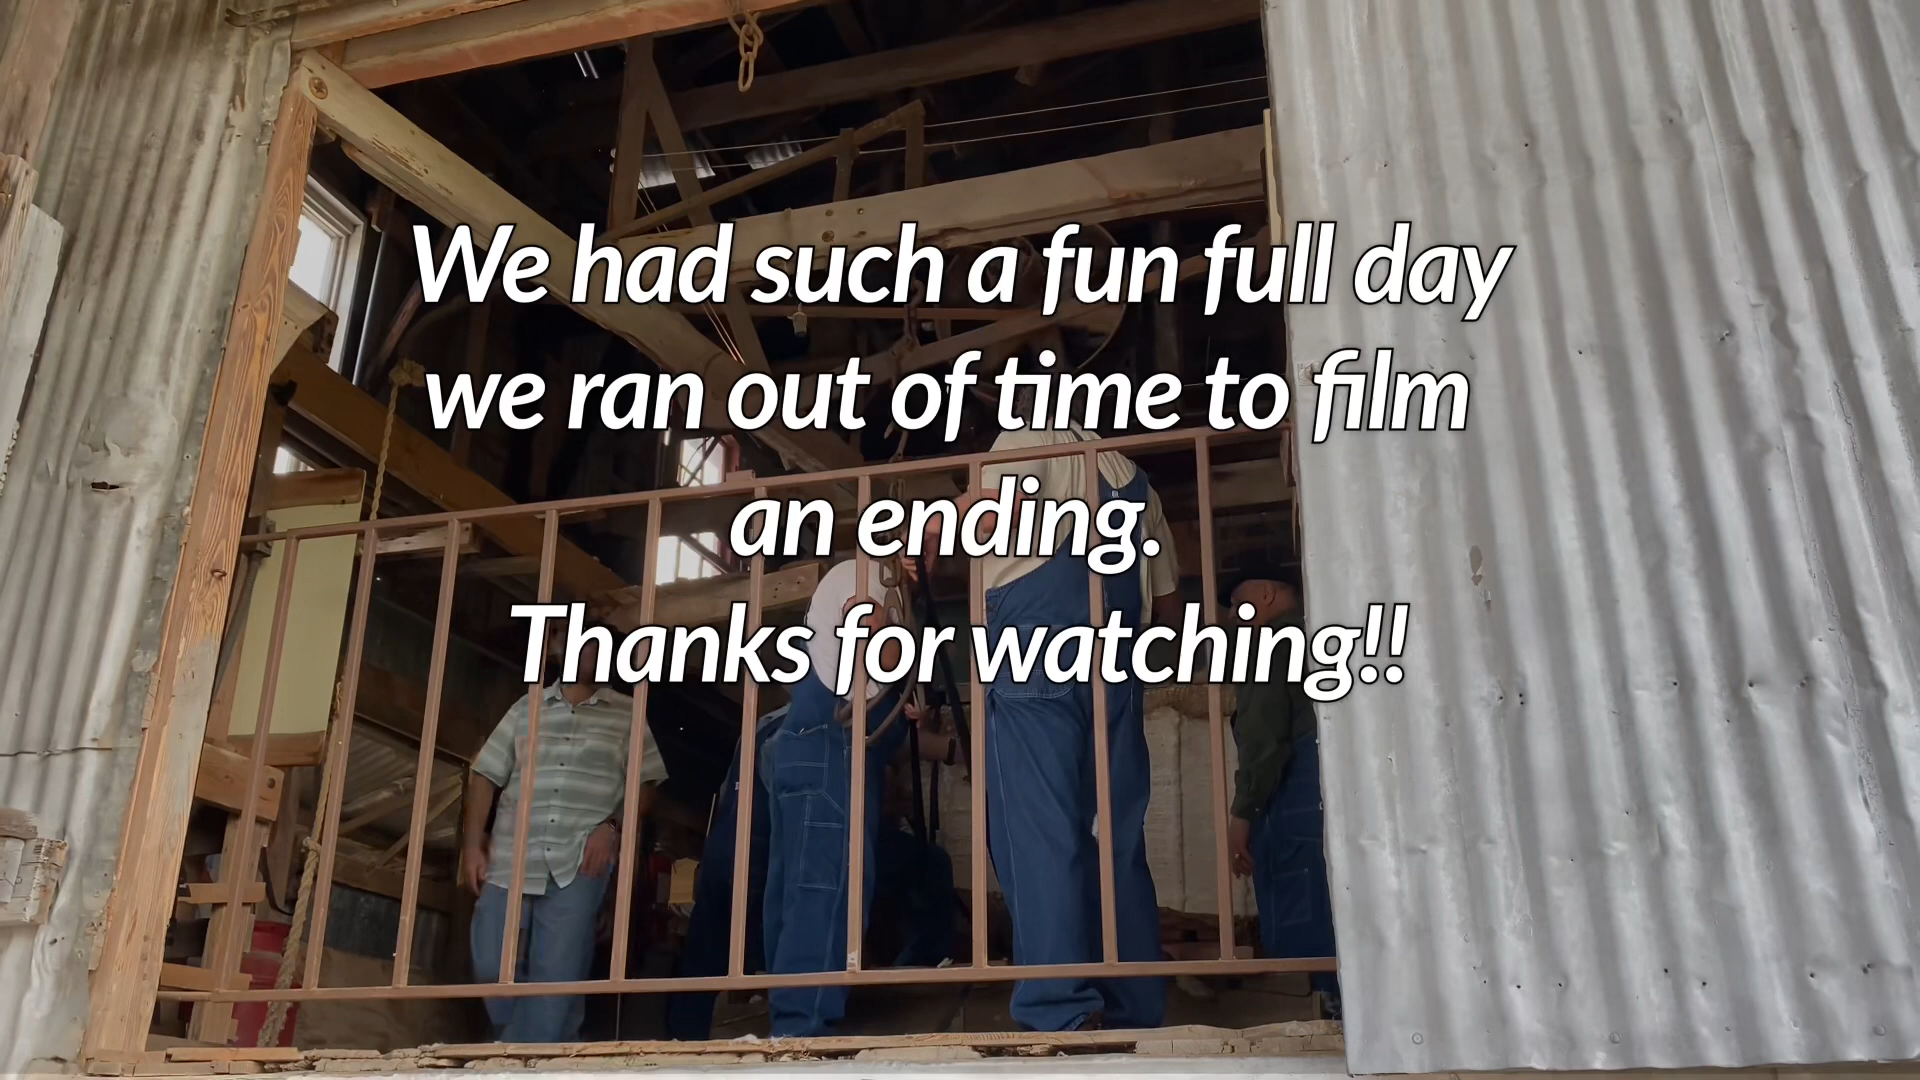 We had such a fun full day
we ran out of time to film
an ending.
Thanks for watching!!